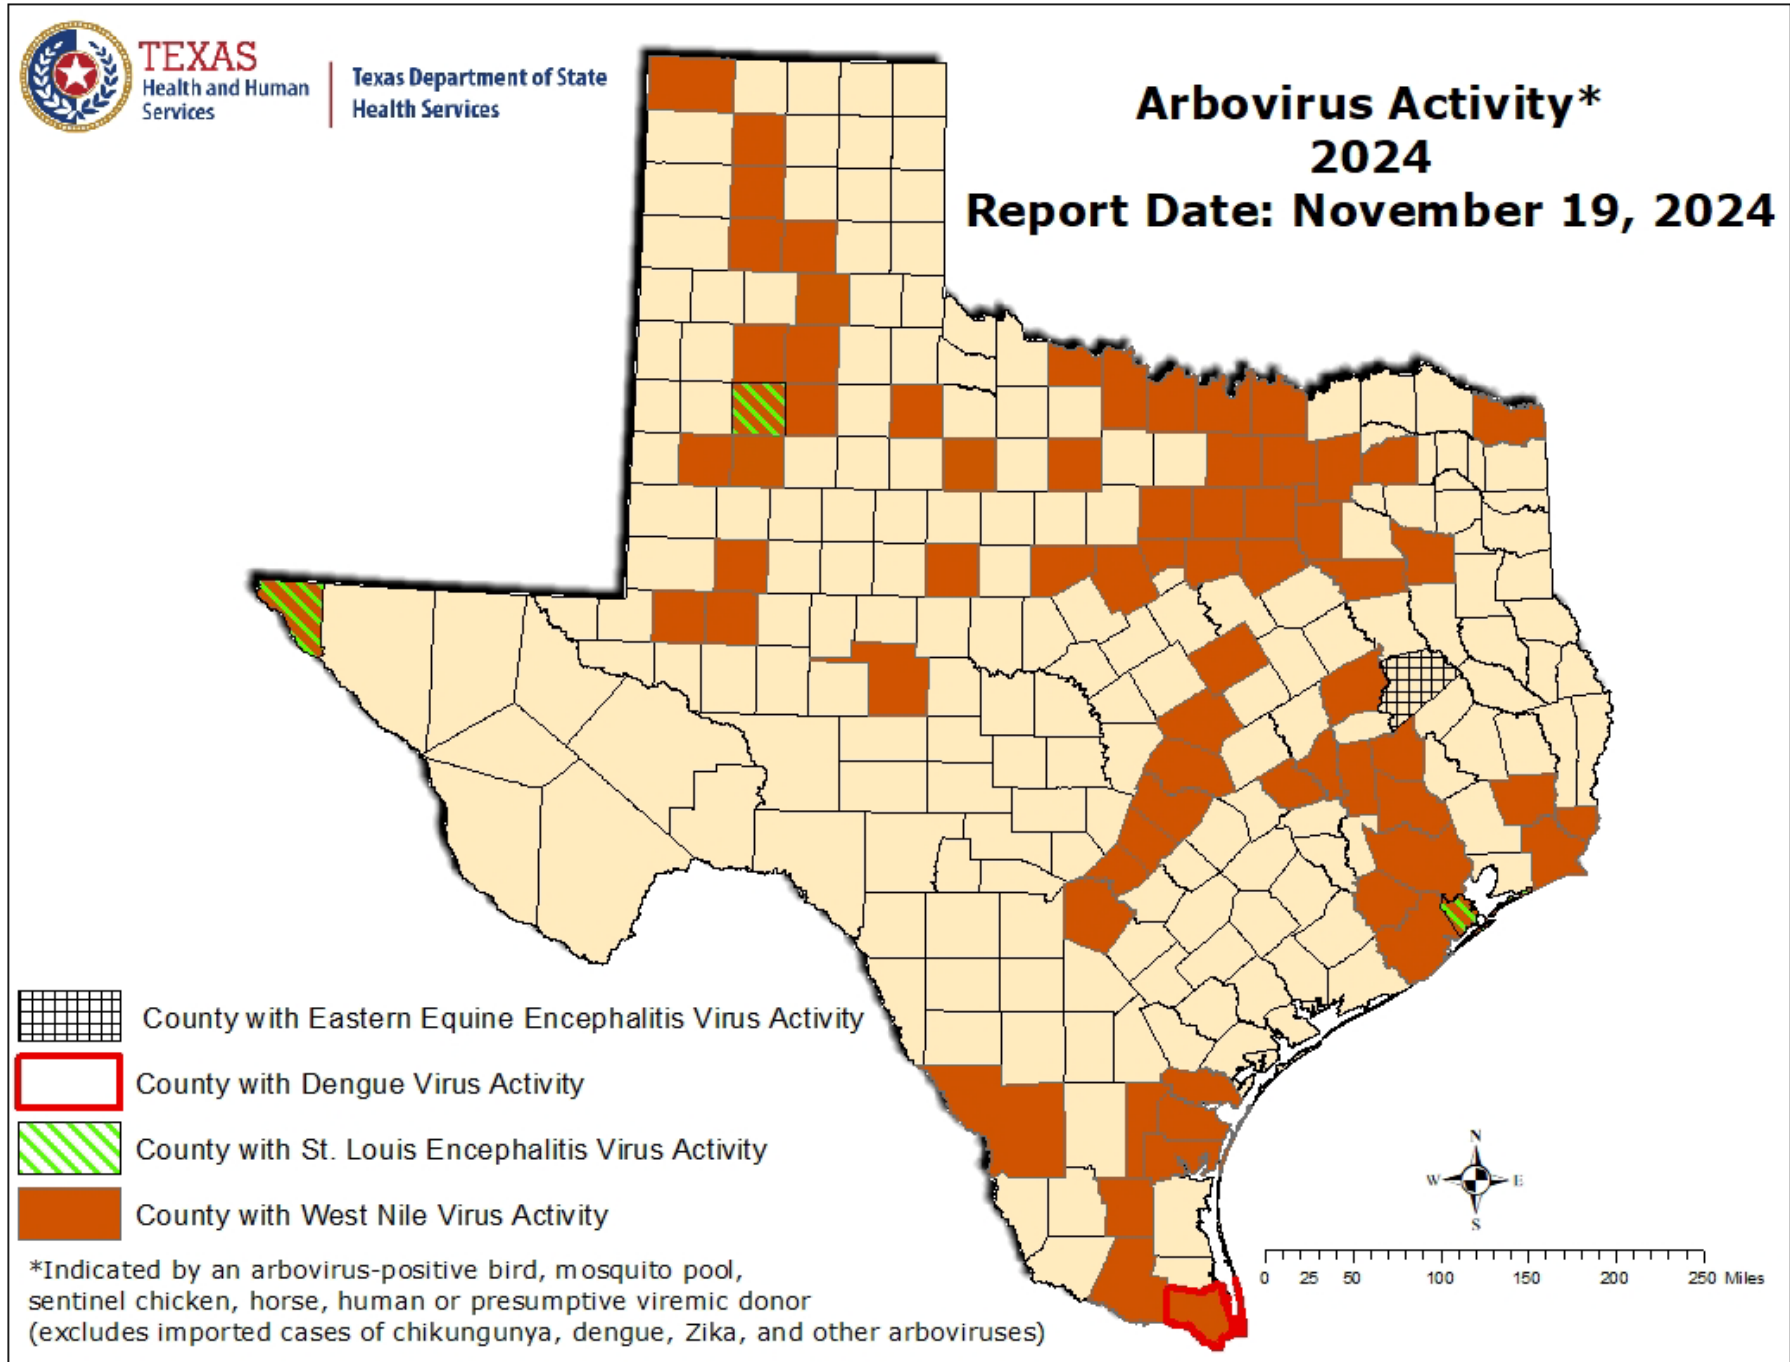 TEXAS
Health and Human
Services
Texas Department of State
Health Services
Arbovirus Activity*
2024
Report Date: November 19, 2024
County with Eastern Equine Encephalitis Virus Activity
County with Dengue Virus Activity
County with St. Louis Encephalitis Virus Activity
County with West Nile Virus Activity
*Indicated by an arbovirus-positive bird, mosquito pool,
sentinel chicken, horse, human or presumptive viremic donor
(excludes imported cases of chikungunya, dengue, Zika, and other arboviruses)
N
W E
S
0 25 50 100 150 200 250 Miles